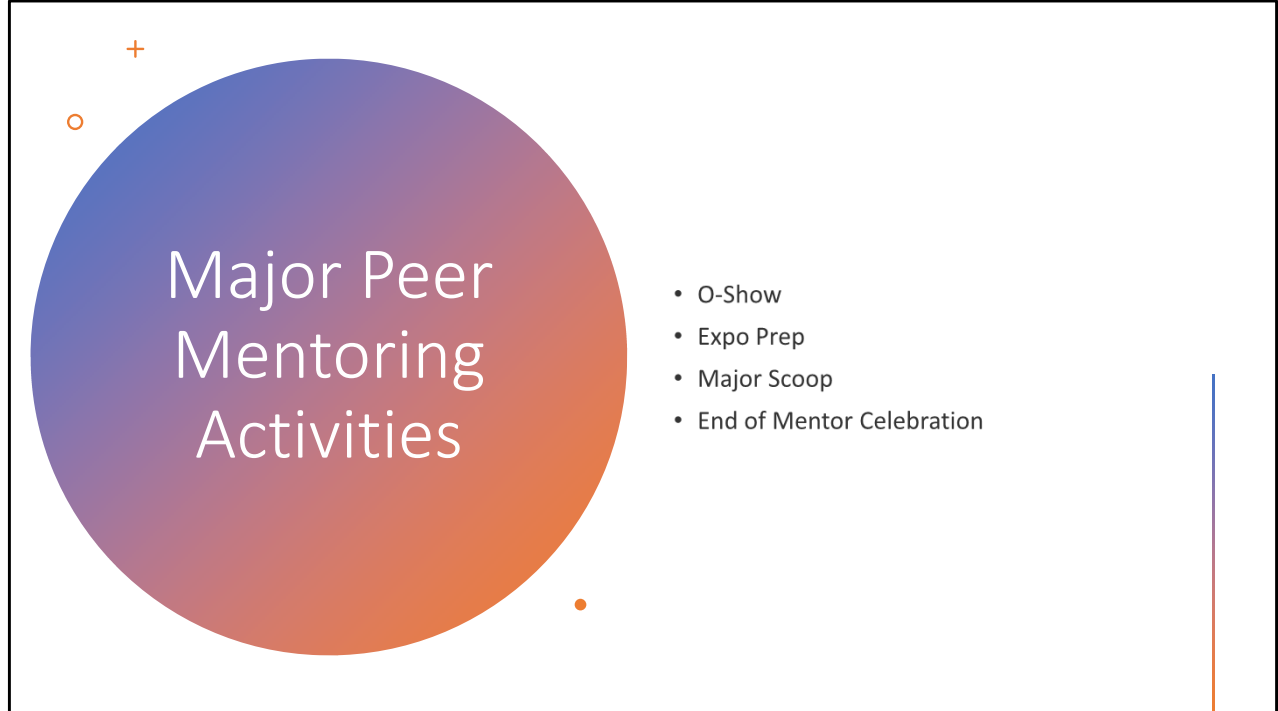 Major Peer
Mentoring
Activities
• O-Show
• Expo Prep
• Major Scoop
• End of Mentor Celebration